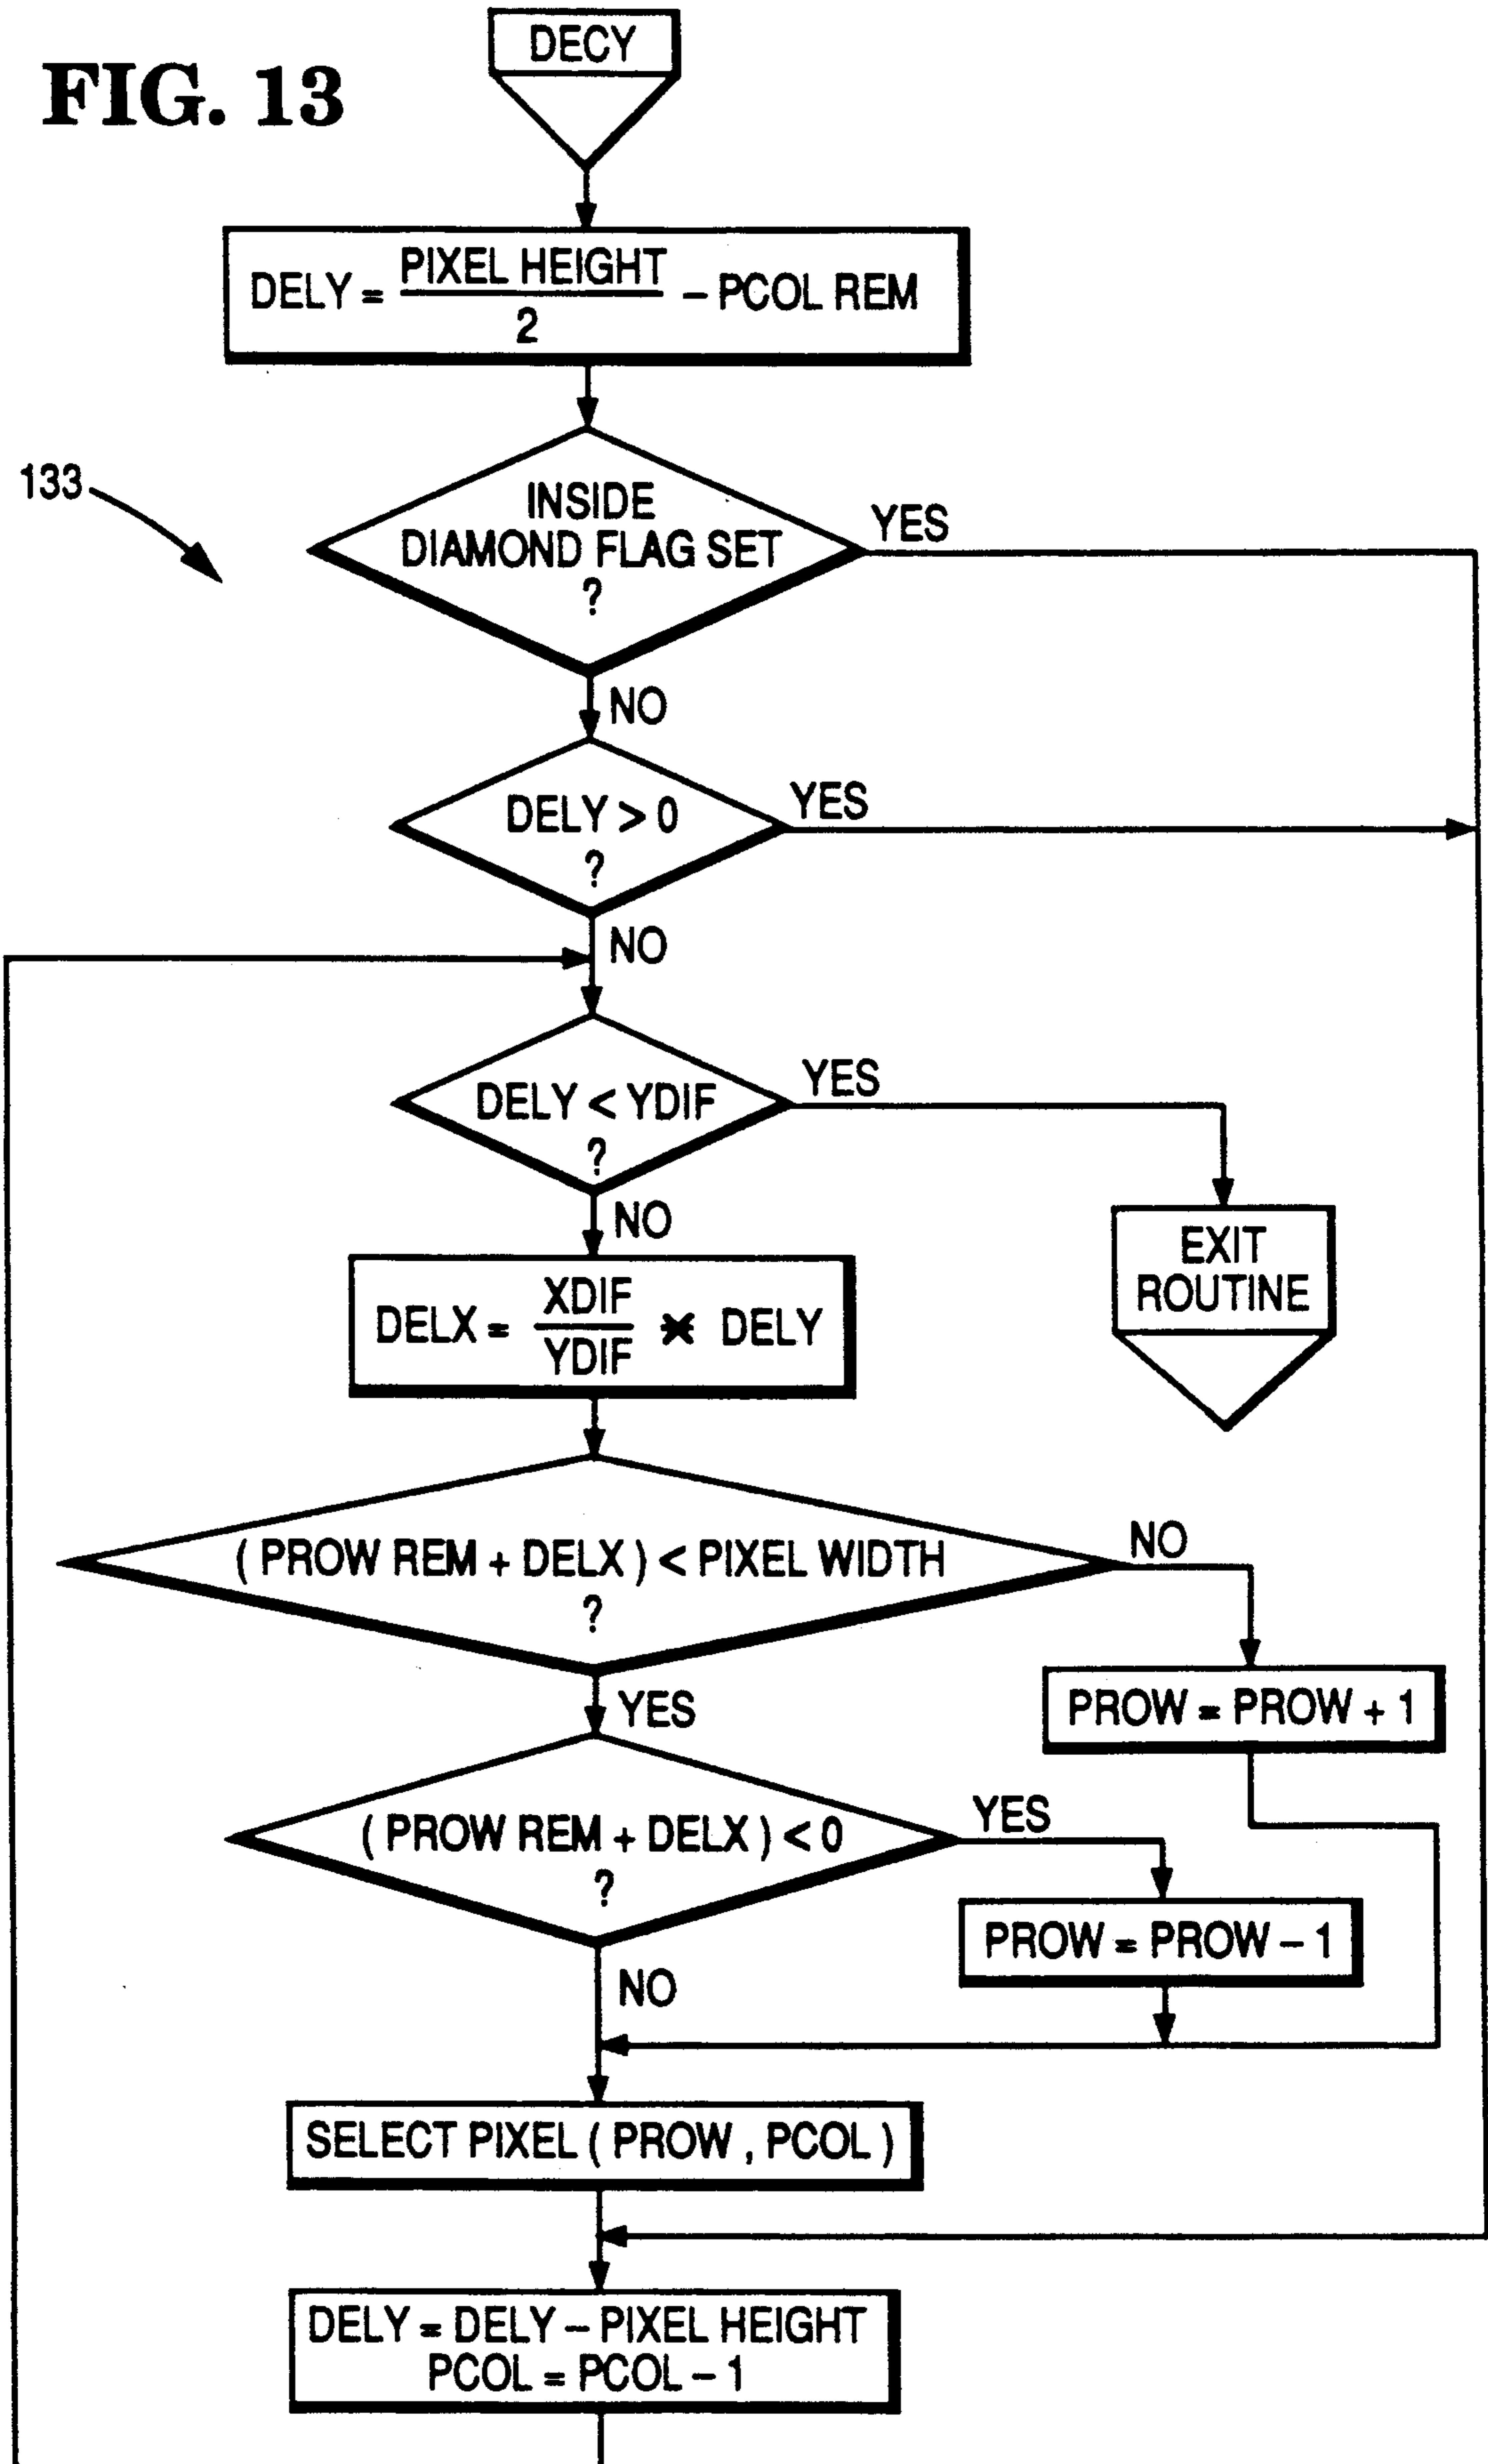 FIG. 13
DECY
DELY = PIXEL HEIGHT / 2 – PCOL REM
133
INSIDE
DIAMOND FLAG SET
?
YES
NO
DELY > 0
?
YES
NO
DELY < YDIF
?
YES
NO
EXIT
ROUTINE
DELX = XDIF / YDIF * DELY
( PROW REM + DELX ) < PIXEL WIDTH
?
NO
YES
PROW = PROW + 1
( PROW REM + DELX ) < 0
?
YES
NO
PROW = PROW – 1
SELECT PIXEL ( PROW , PCOL )
DELY = DELY – PIXEL HEIGHT
PCOL = PCOL – 1